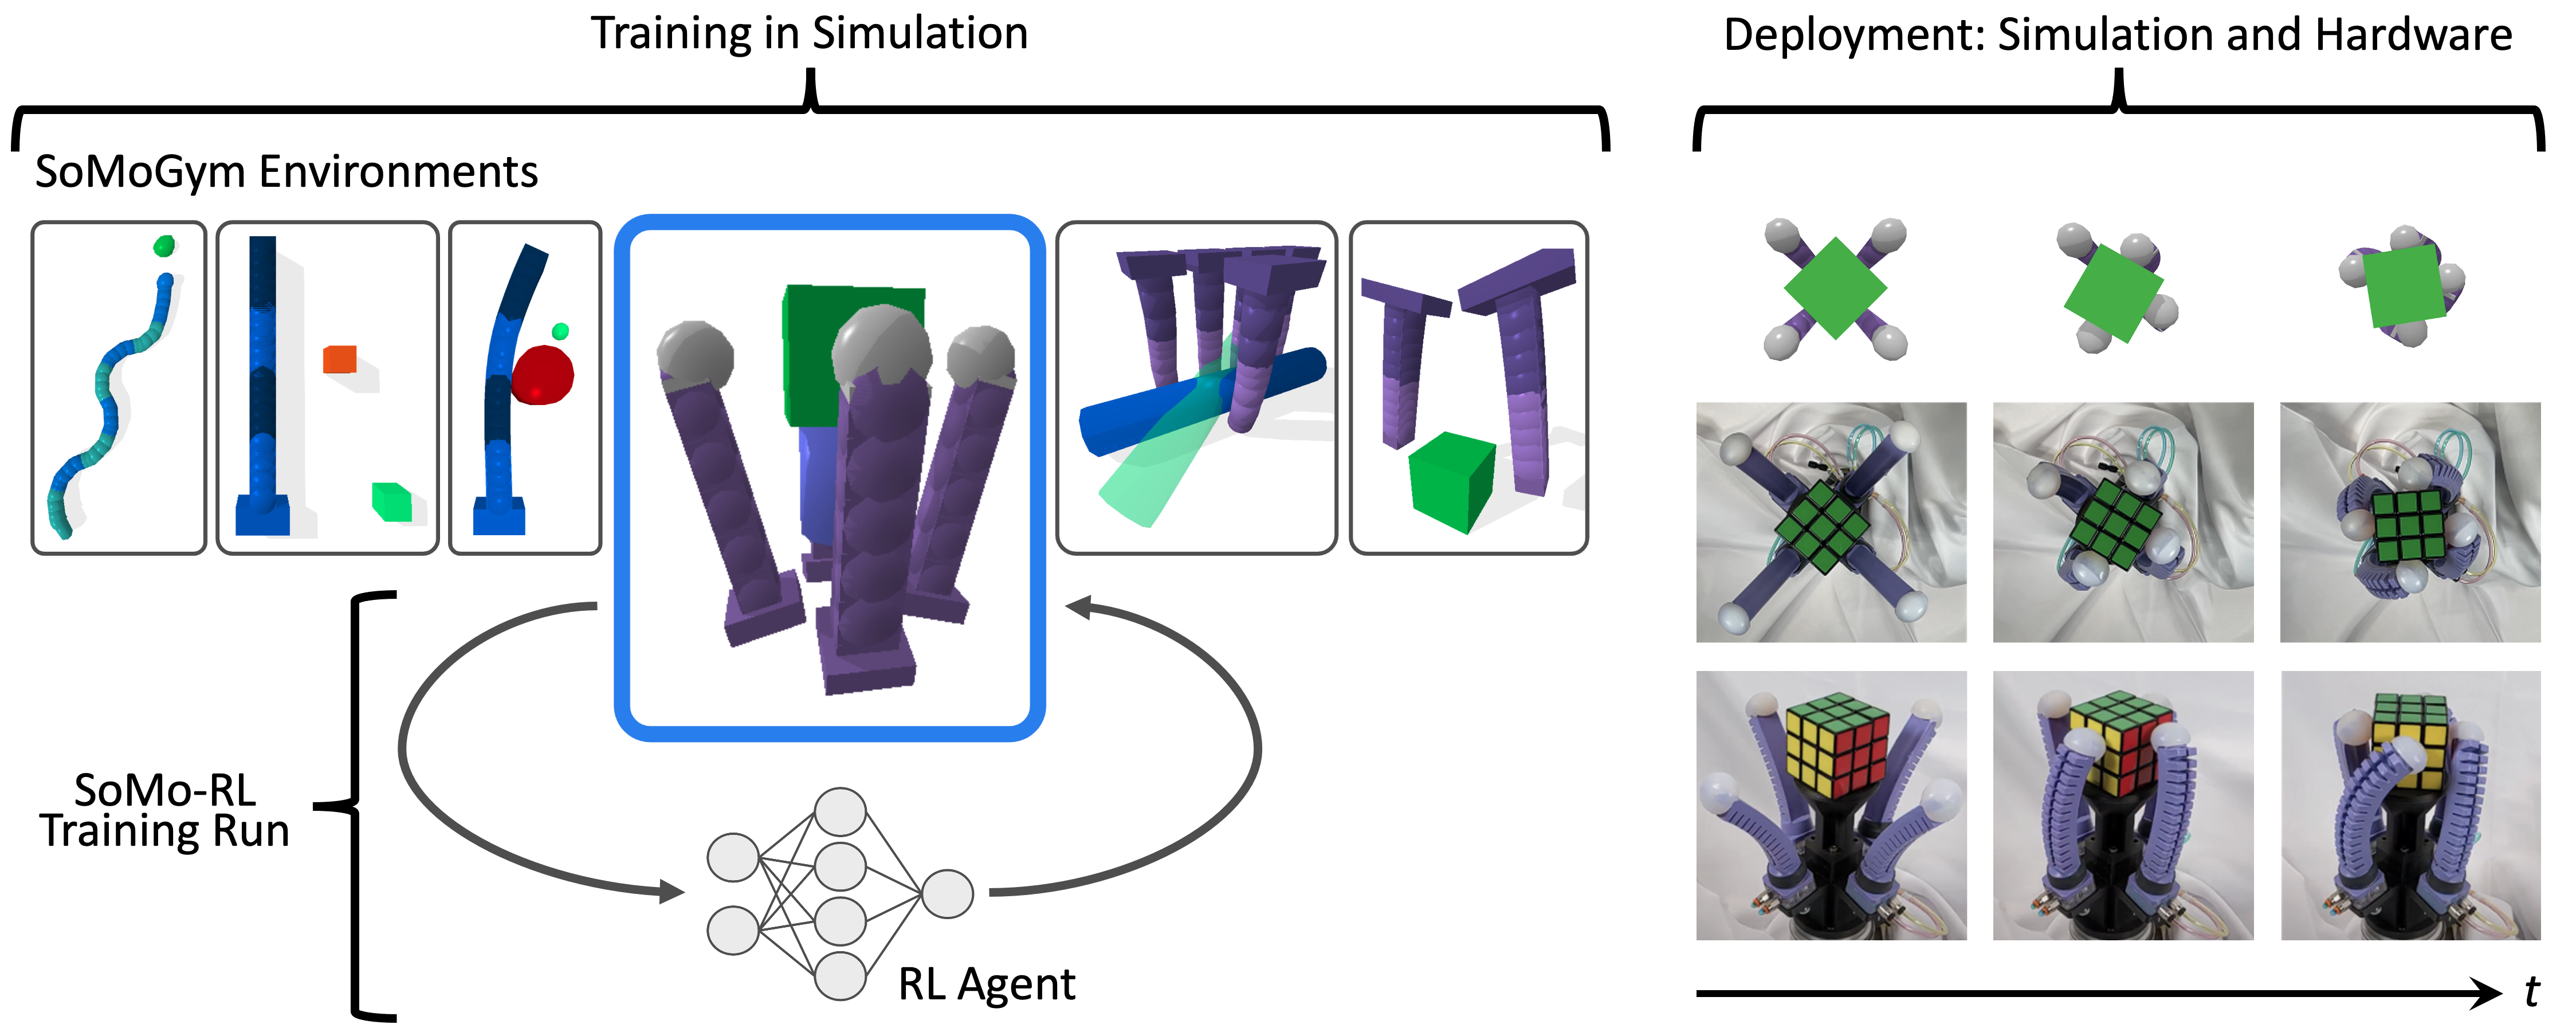 Training in Simulation
Deployment: Simulation and Hardware
SoMoGym Environments
SoMo-RL
Training Run
RL Agent
t